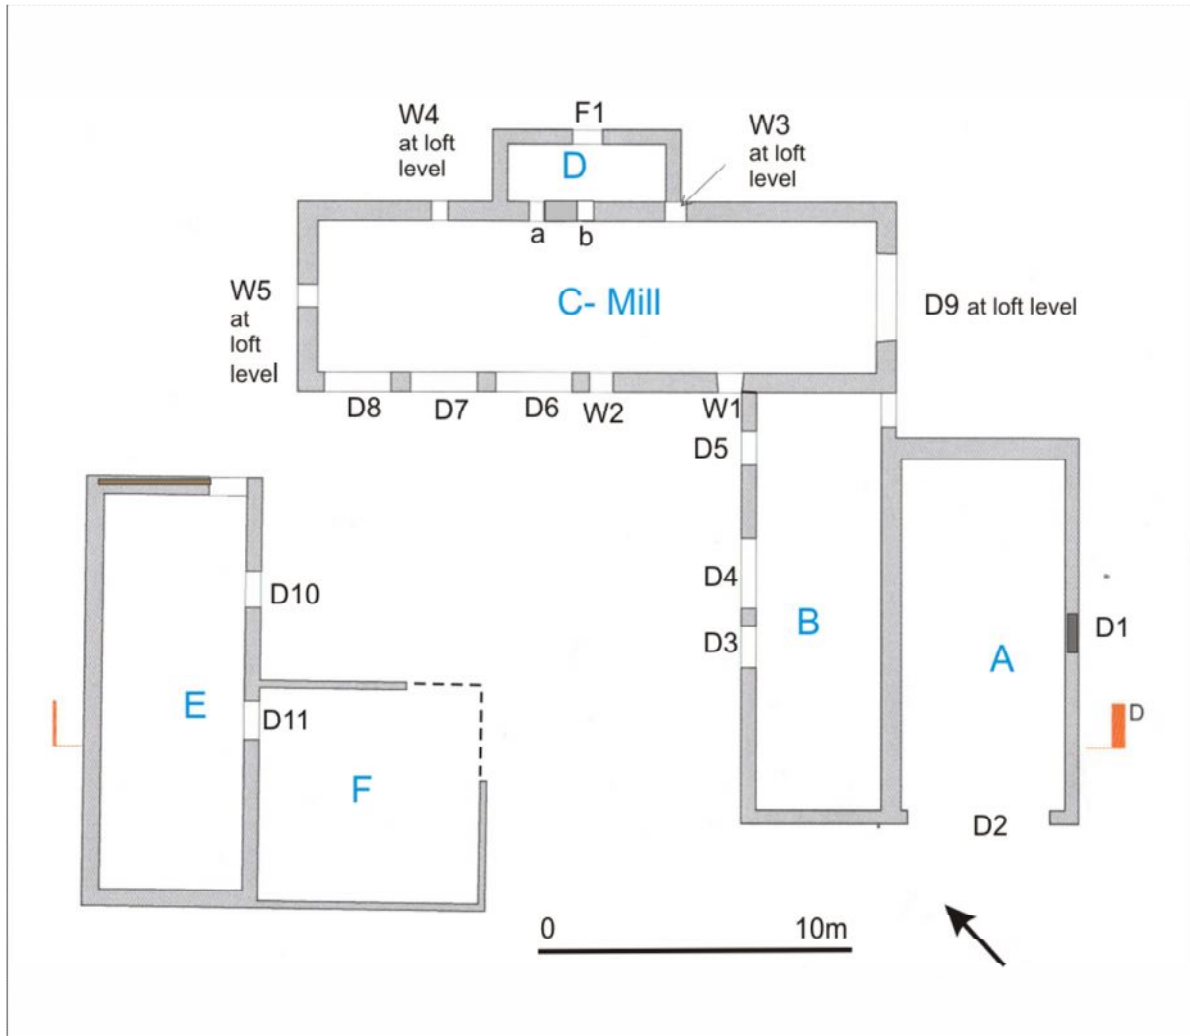 W4
at loft
level
F1
W3
at loft
level
D
a
b
W5
at
loft
level
C- Mill
D9 at loft level
D8
D7
D6
W2
W1
D5
D4
D3
B
A
D1
D10
E
D11
F
D
D2
0
10m